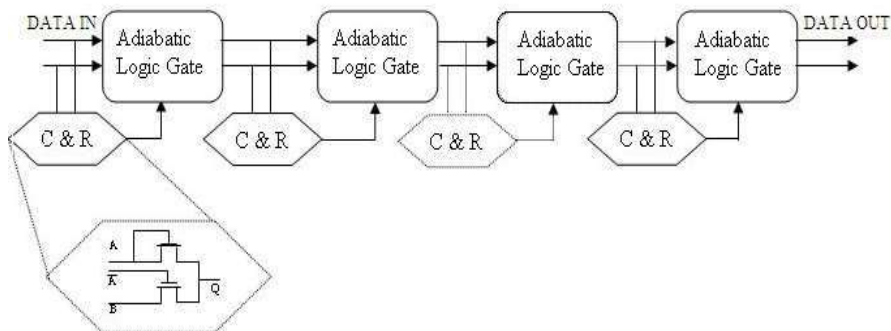 DATA IN
Adiabatic
Logic Gate
Adiabatic
Logic Gate
Adiabatic
Logic Gate
Adiabatic
Logic Gate
DATA OUT
C & R
C & R
C & R
C & R
A
A̅
B
Q̅